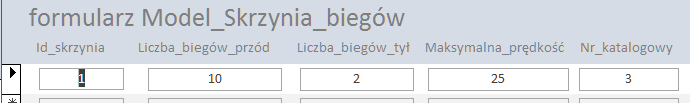 formularz Model_Skrzynia_biegów
Id_skrzynia Liczba_biegów_przód Liczba_biegów_tył Maksymalna_prędkość Nr_katalogowy
1 10 2 25 3